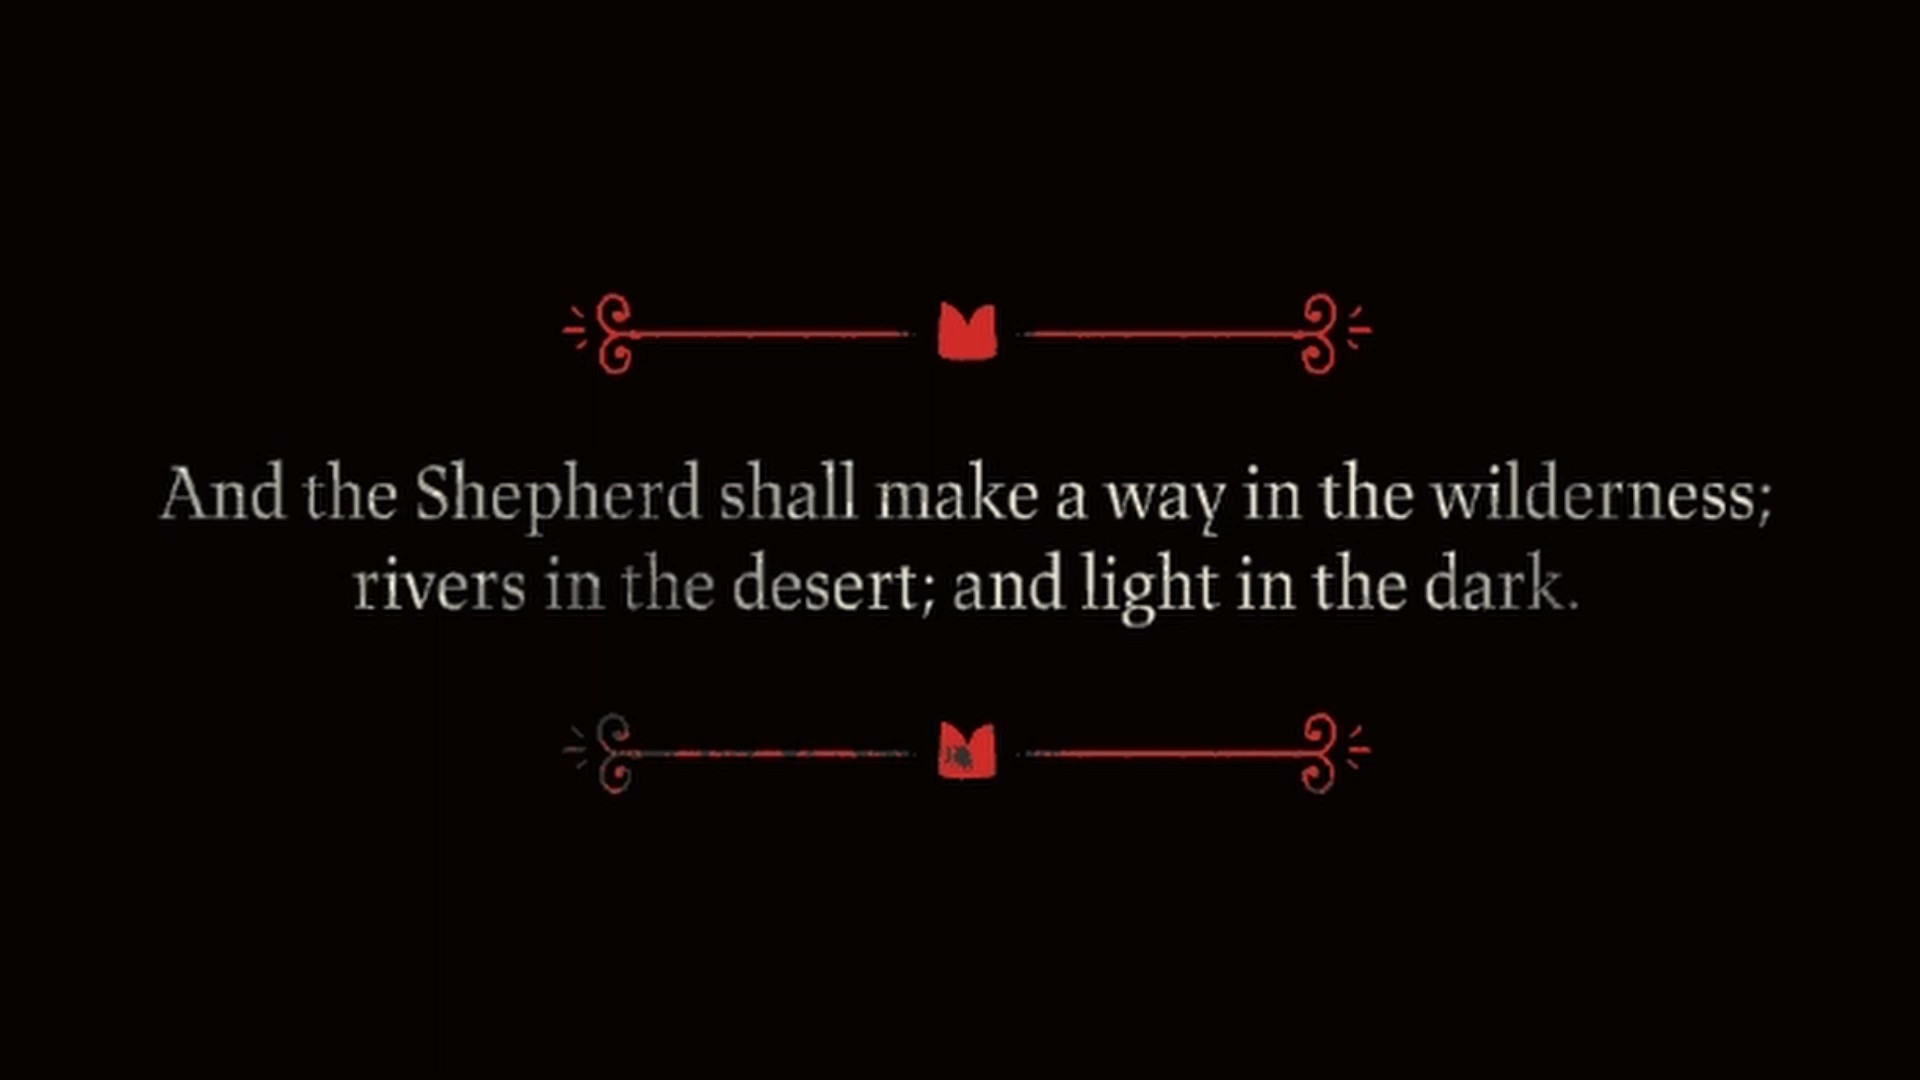 And the Shepherd shall make a way in the wilderness;
rivers in the desert; and light in the dark.